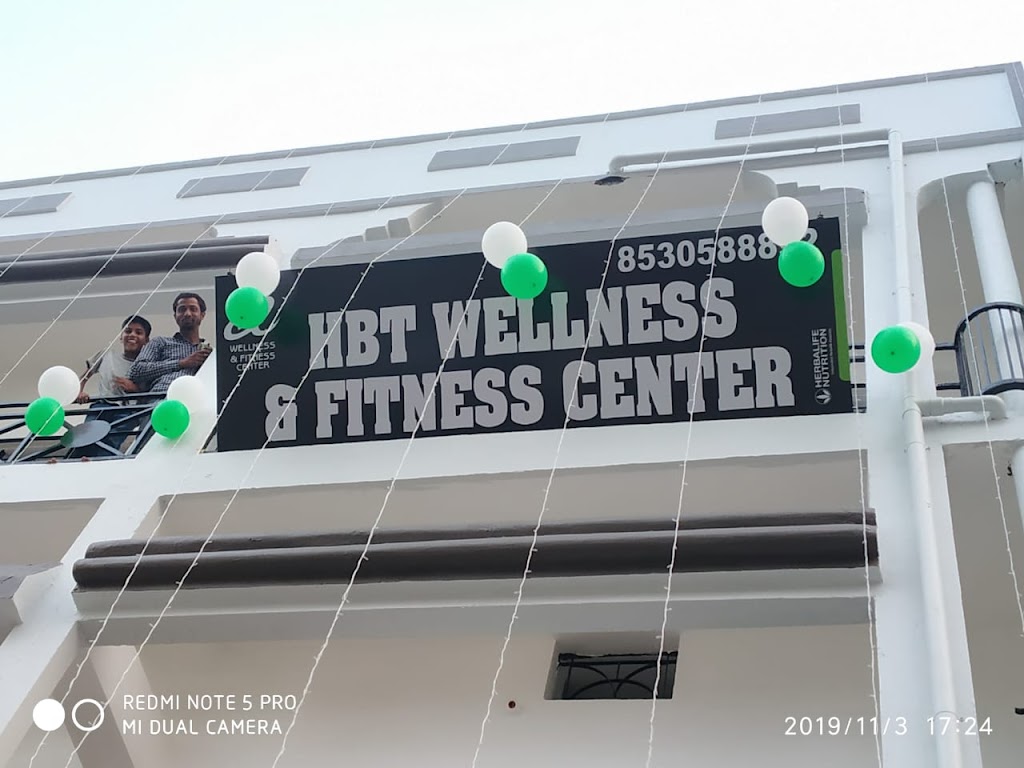 HBT WELLNESS
& FITNESS CENTER
WELLNESS
& FITNESS
CENTER
HERBALIFE
NUTRITION
REDMI NOTE 5 PRO
MI DUAL CAMERA
2019/11/3 17:24